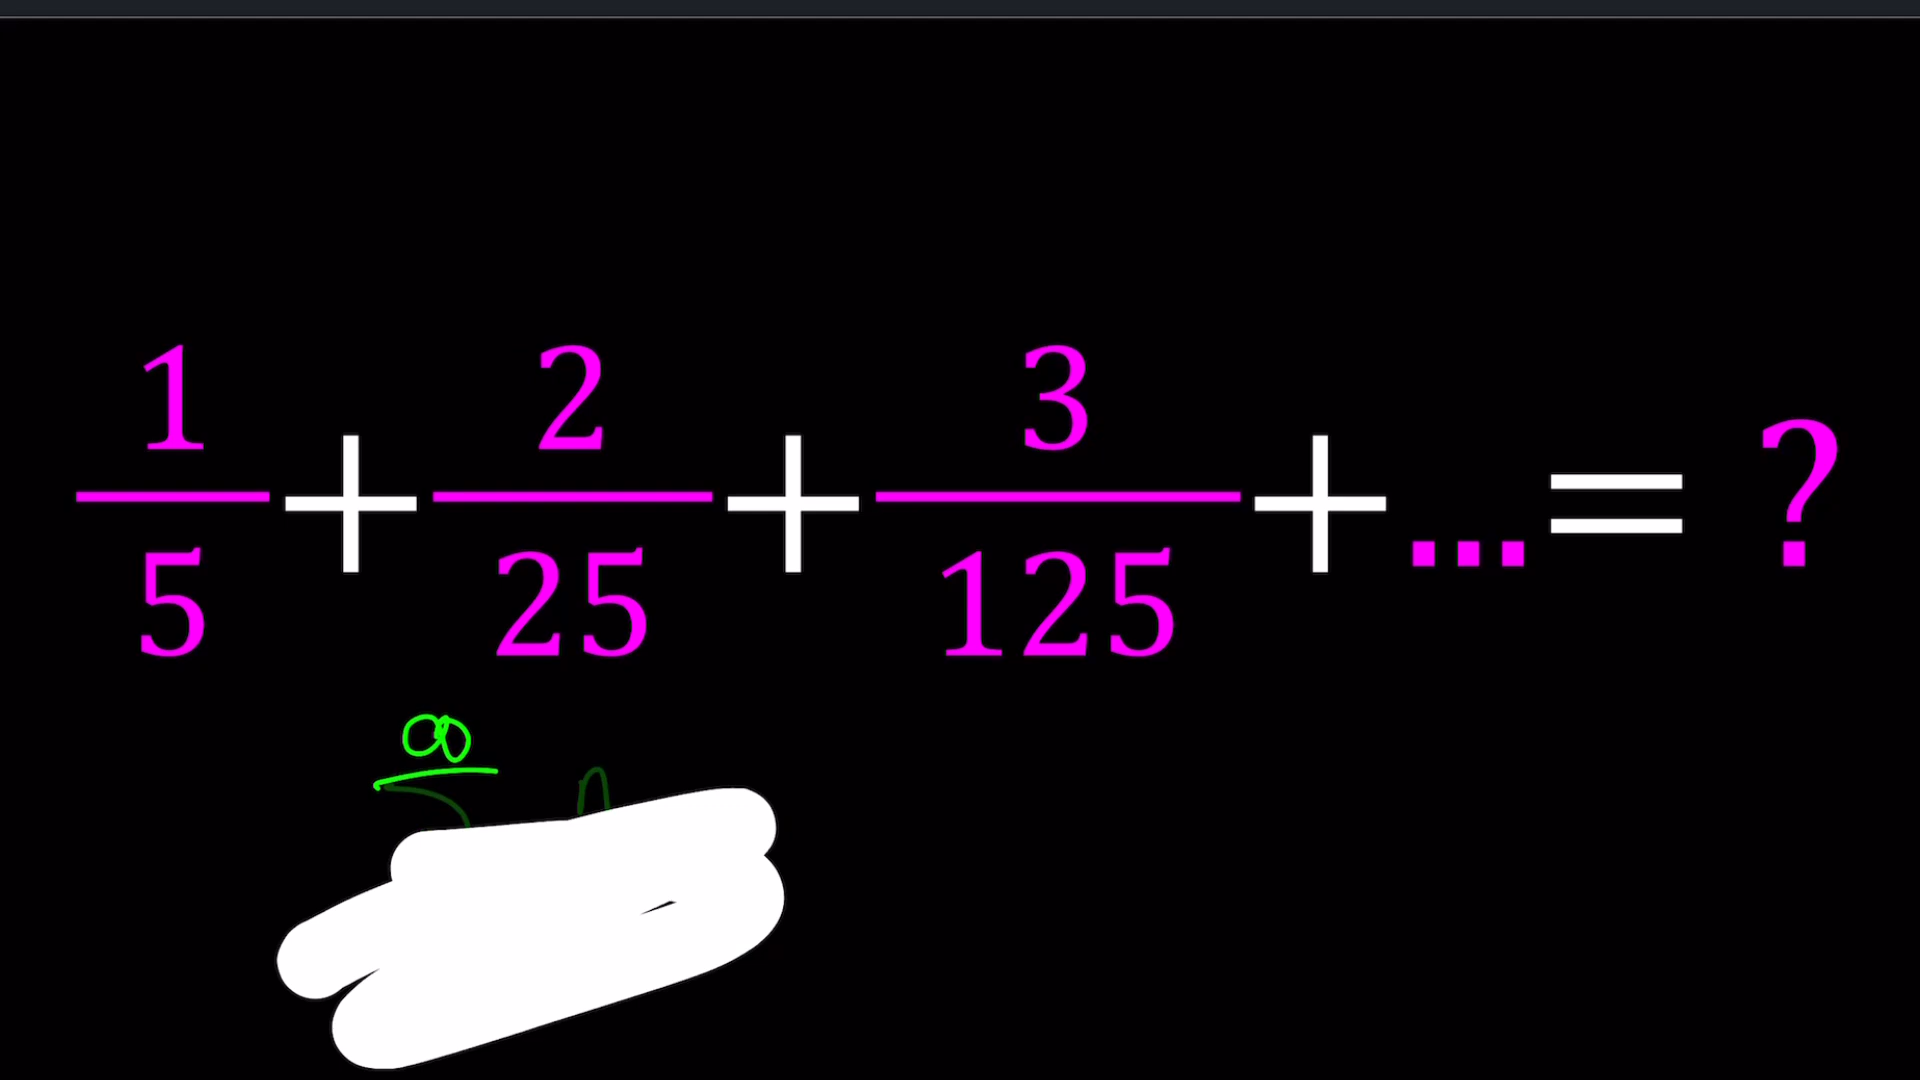 1/5 + 2/25 + 3/125 + ... = ?
∞
n